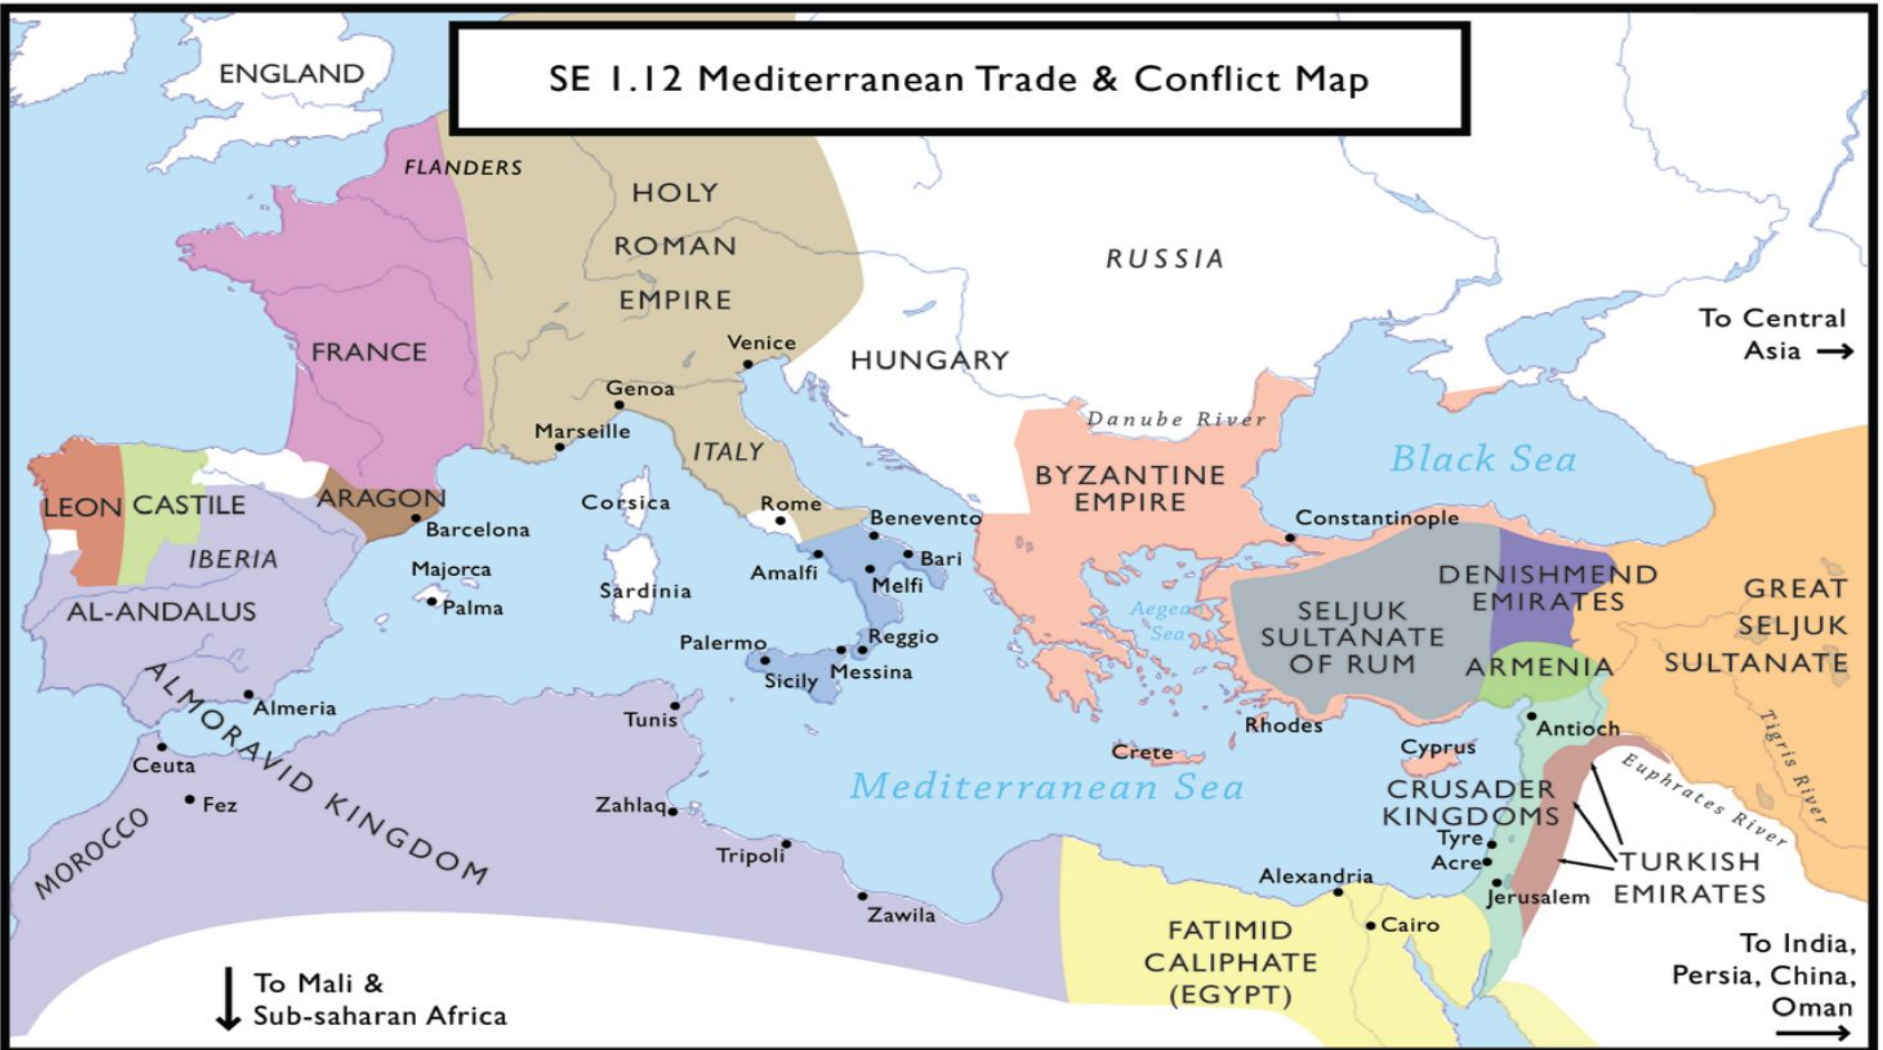 SE 1.12 Mediterranean Trade & Conflict Map
ENGLAND
FLANDERS
HOLY
ROMAN
EMPIRE
RUSSIA
FRANCE
Venice
HUNGARY
To Central
Asia →
Genoa
Marseille
ITALY
Danube River
Black Sea
BYZANTINE
EMPIRE
LEON
CASTILE
ARAGON
Barcelona
IBERIA
Corsica
Rome
Benevento
Constantinople
Majorca
Palma
Sardinia
Amalfi
Bari
Melfi
Aegean
Sea
DENISHMEND
EMIRATES
GREAT
SELJUK
SULTANATE
AL-ANDALUS
SELJUK
SULTANATE
OF RUM
ARMENIA
Palermo
Reggio
Messina
Sicily
ALMORAVID KINGDOM
Almeria
Tunis
Rhodes
Antioch
Tigris River
Ceuta
Fez
Crete
Cyprus
Euphrates River
Mediterranean Sea
CRUSADER
KINGDOMS
MOROCCO
Zahlaq
Tripoli
Tyre
Acre
Jerusalem
TURKISH
EMIRATES
Alexandria
Zawila
Cairo
FATIMID
CALIPHATE
(EGYPT)
To Mali &
Sub-saharan Africa
To India,
Persia, China,
Oman